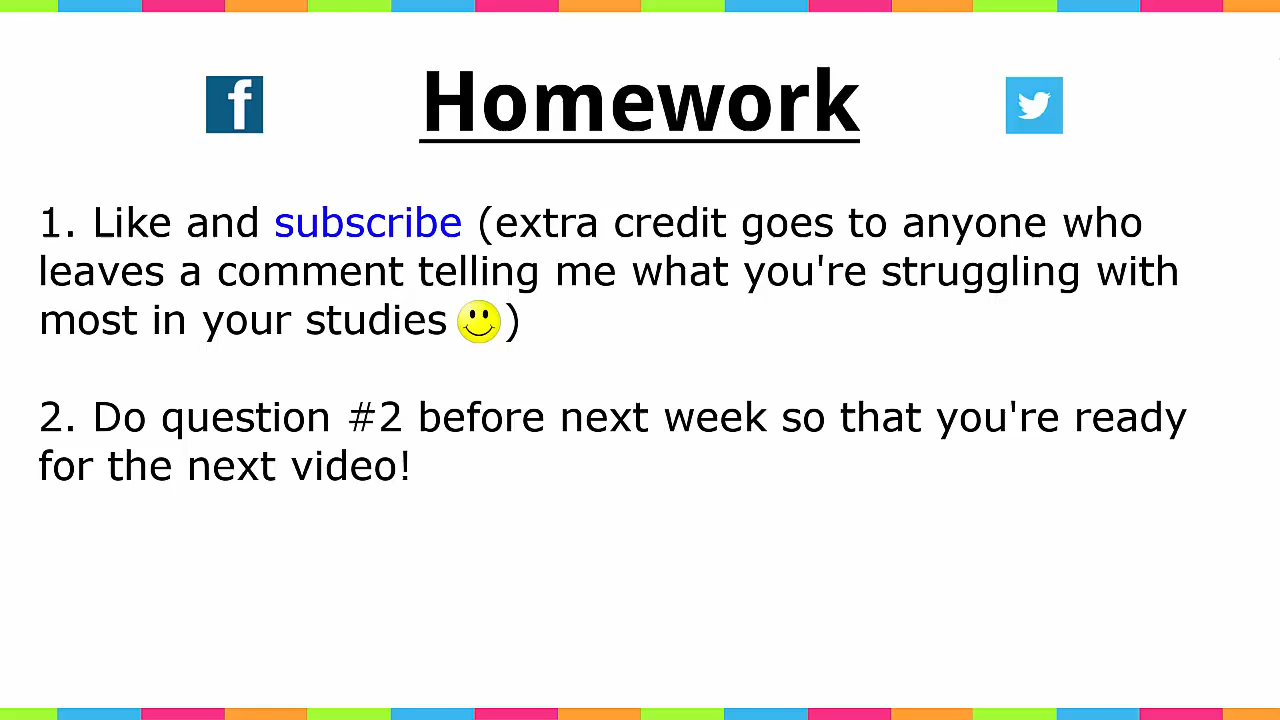 f
Homework
1. Like and subscribe (extra credit goes to anyone who
leaves a comment telling me what you're struggling with
most in your studies )
2. Do question #2 before next week so that you're ready
for the next video!